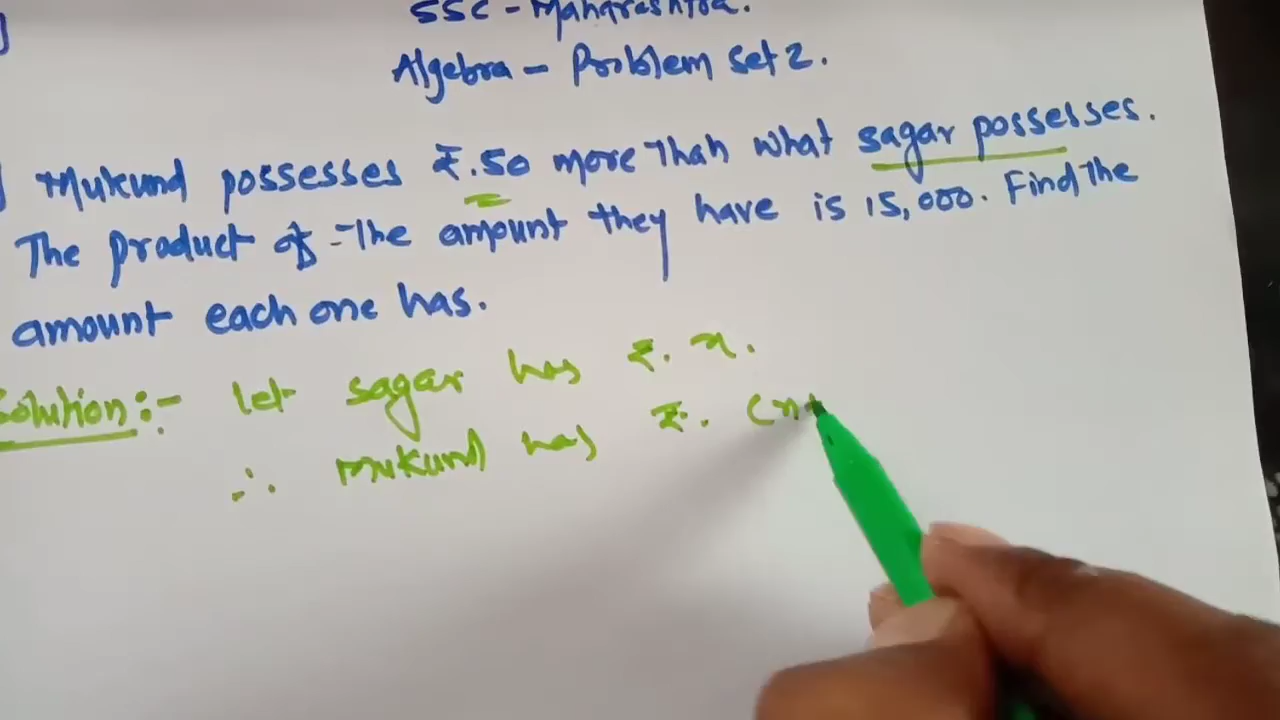 SSC - Maharashtra.
Algebra - Problem Set 2.
Mukund possesses ₹.50 more Than what sagar possesses.
The product of The amount they have is 15,000. Find The
amount each one has.
Solution:- let sagar has ₹. x.
∴ Mukund has ₹. (x+